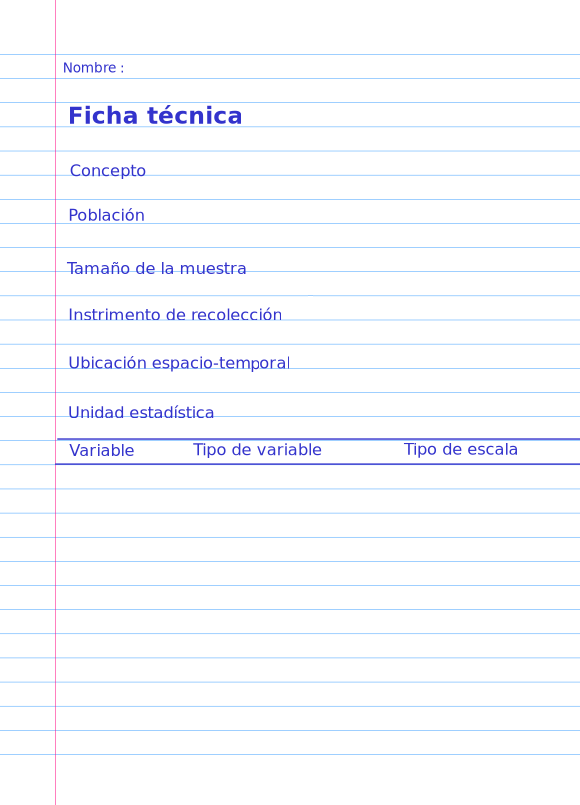 Nombre :
Ficha técnica
Concepto
Población
Tamaño de la muestra
Instrimento de recolección
Ubicación espacio-temporal
Unidad estadística
Variable Tipo de variable Tipo de escala